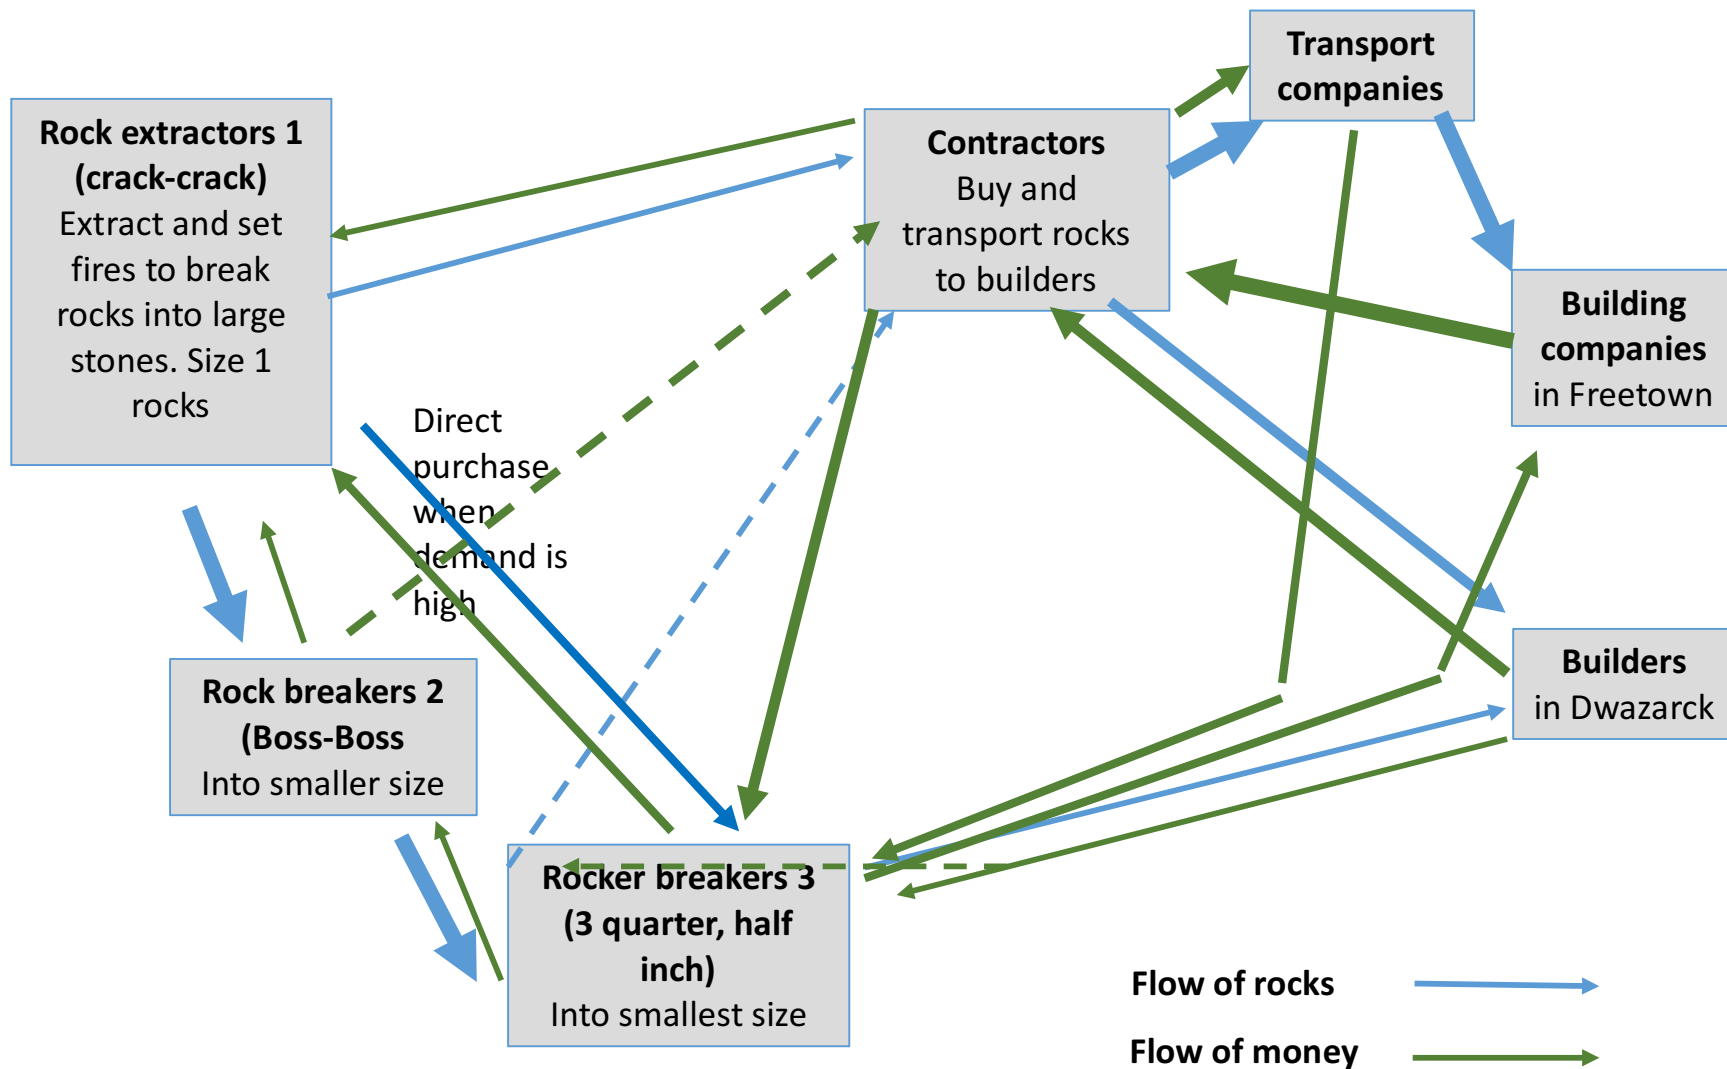 Transport
companies
Rock extractors 1
(crack-crack)
Extract and set
fires to break
rocks into large
stones. Size 1
rocks
Contractors
Buy and
transport rocks
to builders
Building
companies
in Freetown
Direct
purchase
when
demand is
high
Rock breakers 2
(Boss-Boss
Into smaller size
Builders
in Dwazarck
Rocker breakers 3
(3 quarter, half
inch)
Into smallest size
Flow of rocks
Flow of money